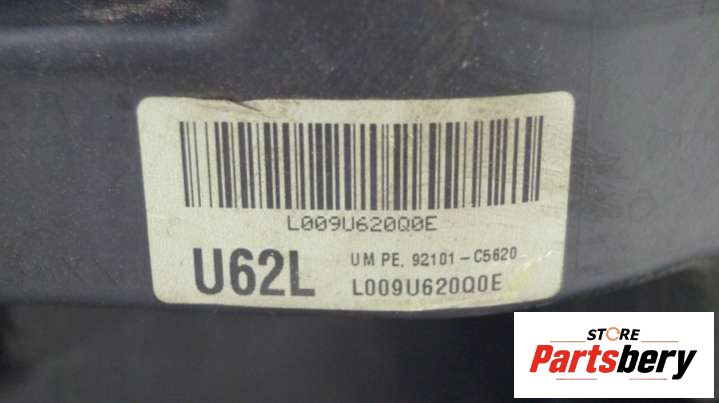 L009U620Q0E
U62L
UM PE, 92101-C5620
L009U620Q0E
STORE
Partsbery